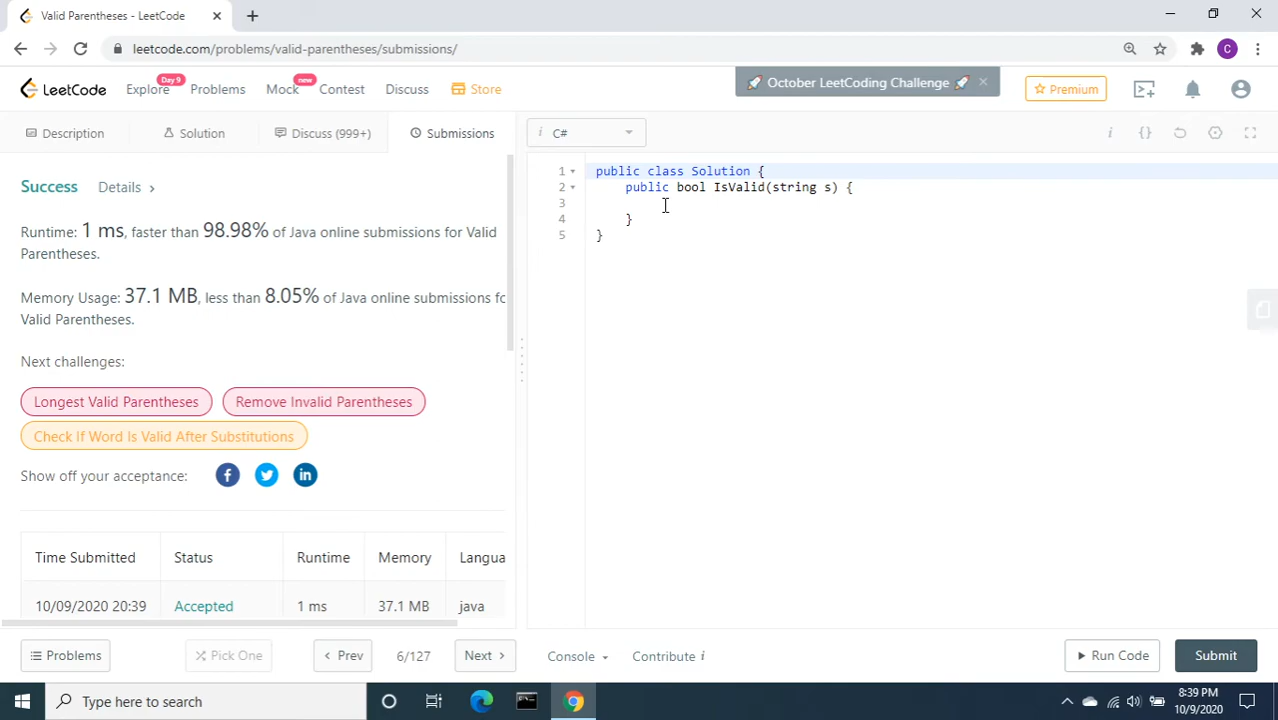 Valid Parentheses - LeetCode
leetcode.com/problems/valid-parentheses/submissions/
C
LeetCode
Explore
Day 9
Problems
Mock
new
Contest
Discuss
Store
🚀 October LeetCoding Challenge 🚀
Premium
Description
Solution
Discuss (999+)
Submissions
i
C#
i
{}
Success
Details
Runtime: 1 ms, faster than 98.98% of Java online submissions for Valid
Parentheses.
Memory Usage: 37.1 MB, less than 8.05% of Java online submissions fo
Valid Parentheses.
Next challenges:
Longest Valid Parentheses
Remove Invalid Parentheses
Check If Word Is Valid After Substitutions
Show off your acceptance:
Time Submitted
Status
Runtime
Memory
Langua
10/09/2020 20:39
Accepted
1 ms
37.1 MB
java
1 public class Solution {
2 public bool IsValid(string s) {
3
4 }
5 }
Problems
Pick One
Prev
6/127
Next
Console
Contribute i
Run Code
Submit
Type here to search
8:39 PM
10/9/2020